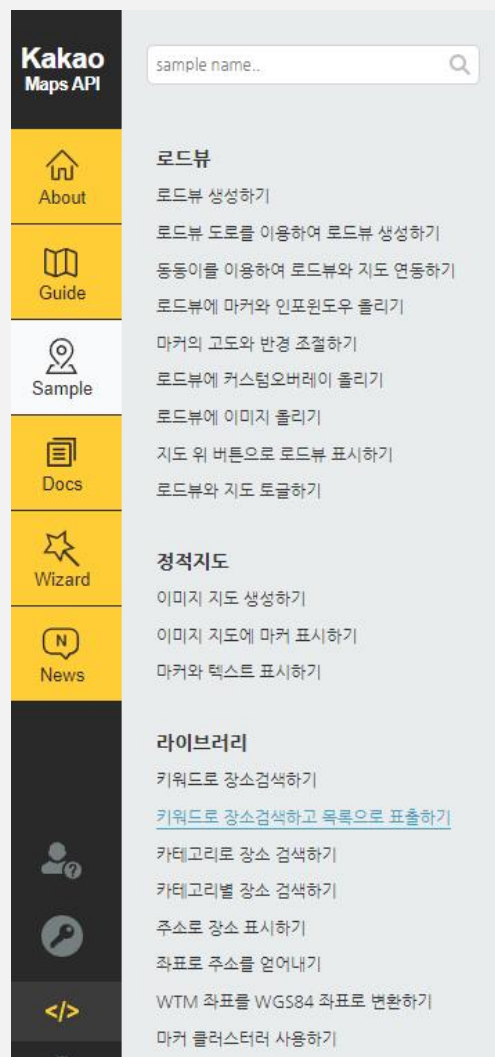 Kakao
Maps API
sample name..
About
Guide
Sample
Docs
Wizard
N
News
</>
로드뷰
로드뷰 생성하기
로드뷰 도로를 이용하여 로드뷰 생성하기
동동이를 이용하여 로드뷰와 지도 연동하기
로드뷰에 마커와 인포윈도우 올리기
마커의 고도와 반경 조절하기
로드뷰에 커스텀오버레이 올리기
로드뷰에 이미지 올리기
지도 위 버튼으로 로드뷰 표시하기
로드뷰와 지도 토글하기
정적지도
이미지 지도 생성하기
이미지 지도에 마커 표시하기
마커와 텍스트 표시하기
라이브러리
키워드로 장소검색하기
키워드로 장소검색하고 목록으로 표출하기
카테고리로 장소 검색하기
카테고리별 장소 검색하기
주소로 장소 표시하기
좌표로 주소를 얻어내기
WTM 좌표를 WGS84 좌표로 변환하기
마커 클러스터러 사용하기